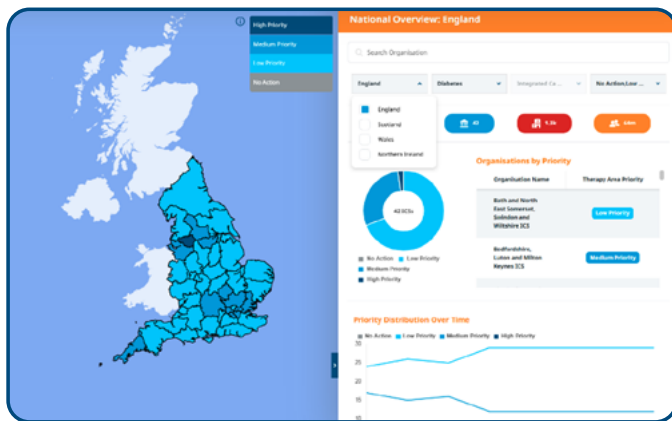 High Priority
Medium Priority
Low Priority
No Action
National Overview: England
Search Organisation
England
Diabetes
Integrated Ca ...
No Action,Low ...
England
Scotland
Wales
Northern Ireland
42
Organisations by Priority
Organisation Name
Therapy Area Priority
42 ICSs
Bath and North
East Somerset,
Swindon and
Wiltshire ICS
Low Priority
Bedfordshire,
Luton and Milton
Keynes ICS
Medium Priority
No Action
Low Priority
Medium Priority
High Priority
Priority Distribution Over Time
No Action
Low Priority
Medium Priority
High Priority
30
25
20
15
10